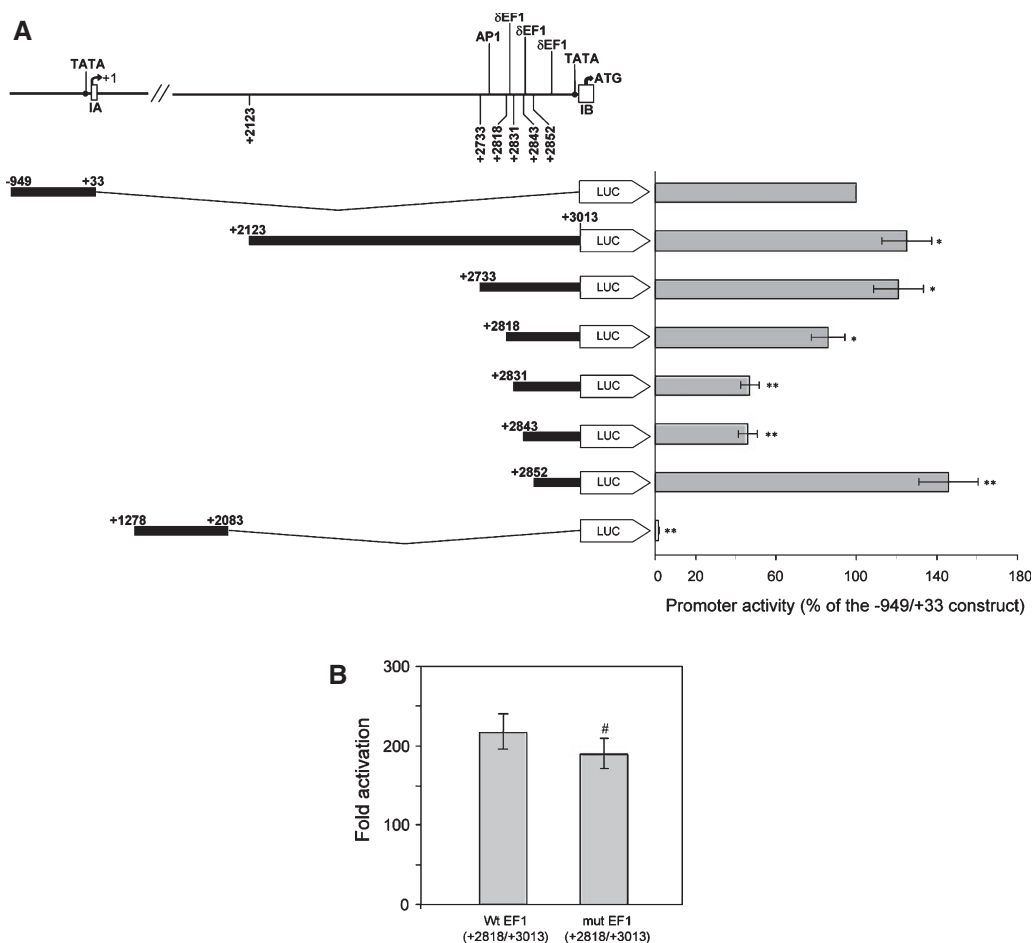 A
δEF1
δEF1
AP1
δEF1
TATA
TATA
+1
ATG
IA
//
IB
+2123
+2733
+2818
+2831
+2843
+2852
-949
+33
LUC
+3013
+2123
LUC
*
+2733
LUC
*
+2818
LUC
*
+2831
LUC
**
+2843
LUC
**
+2852
LUC
**
+1278
+2083
LUC
**
0 20 60 100 140 180
Promoter activity (% of the -949/+33 construct)
B
300
200
100
0
Fold activation
#
Wt EF1
(+2818/+3013)
mut EF1
(+2818/+3013)